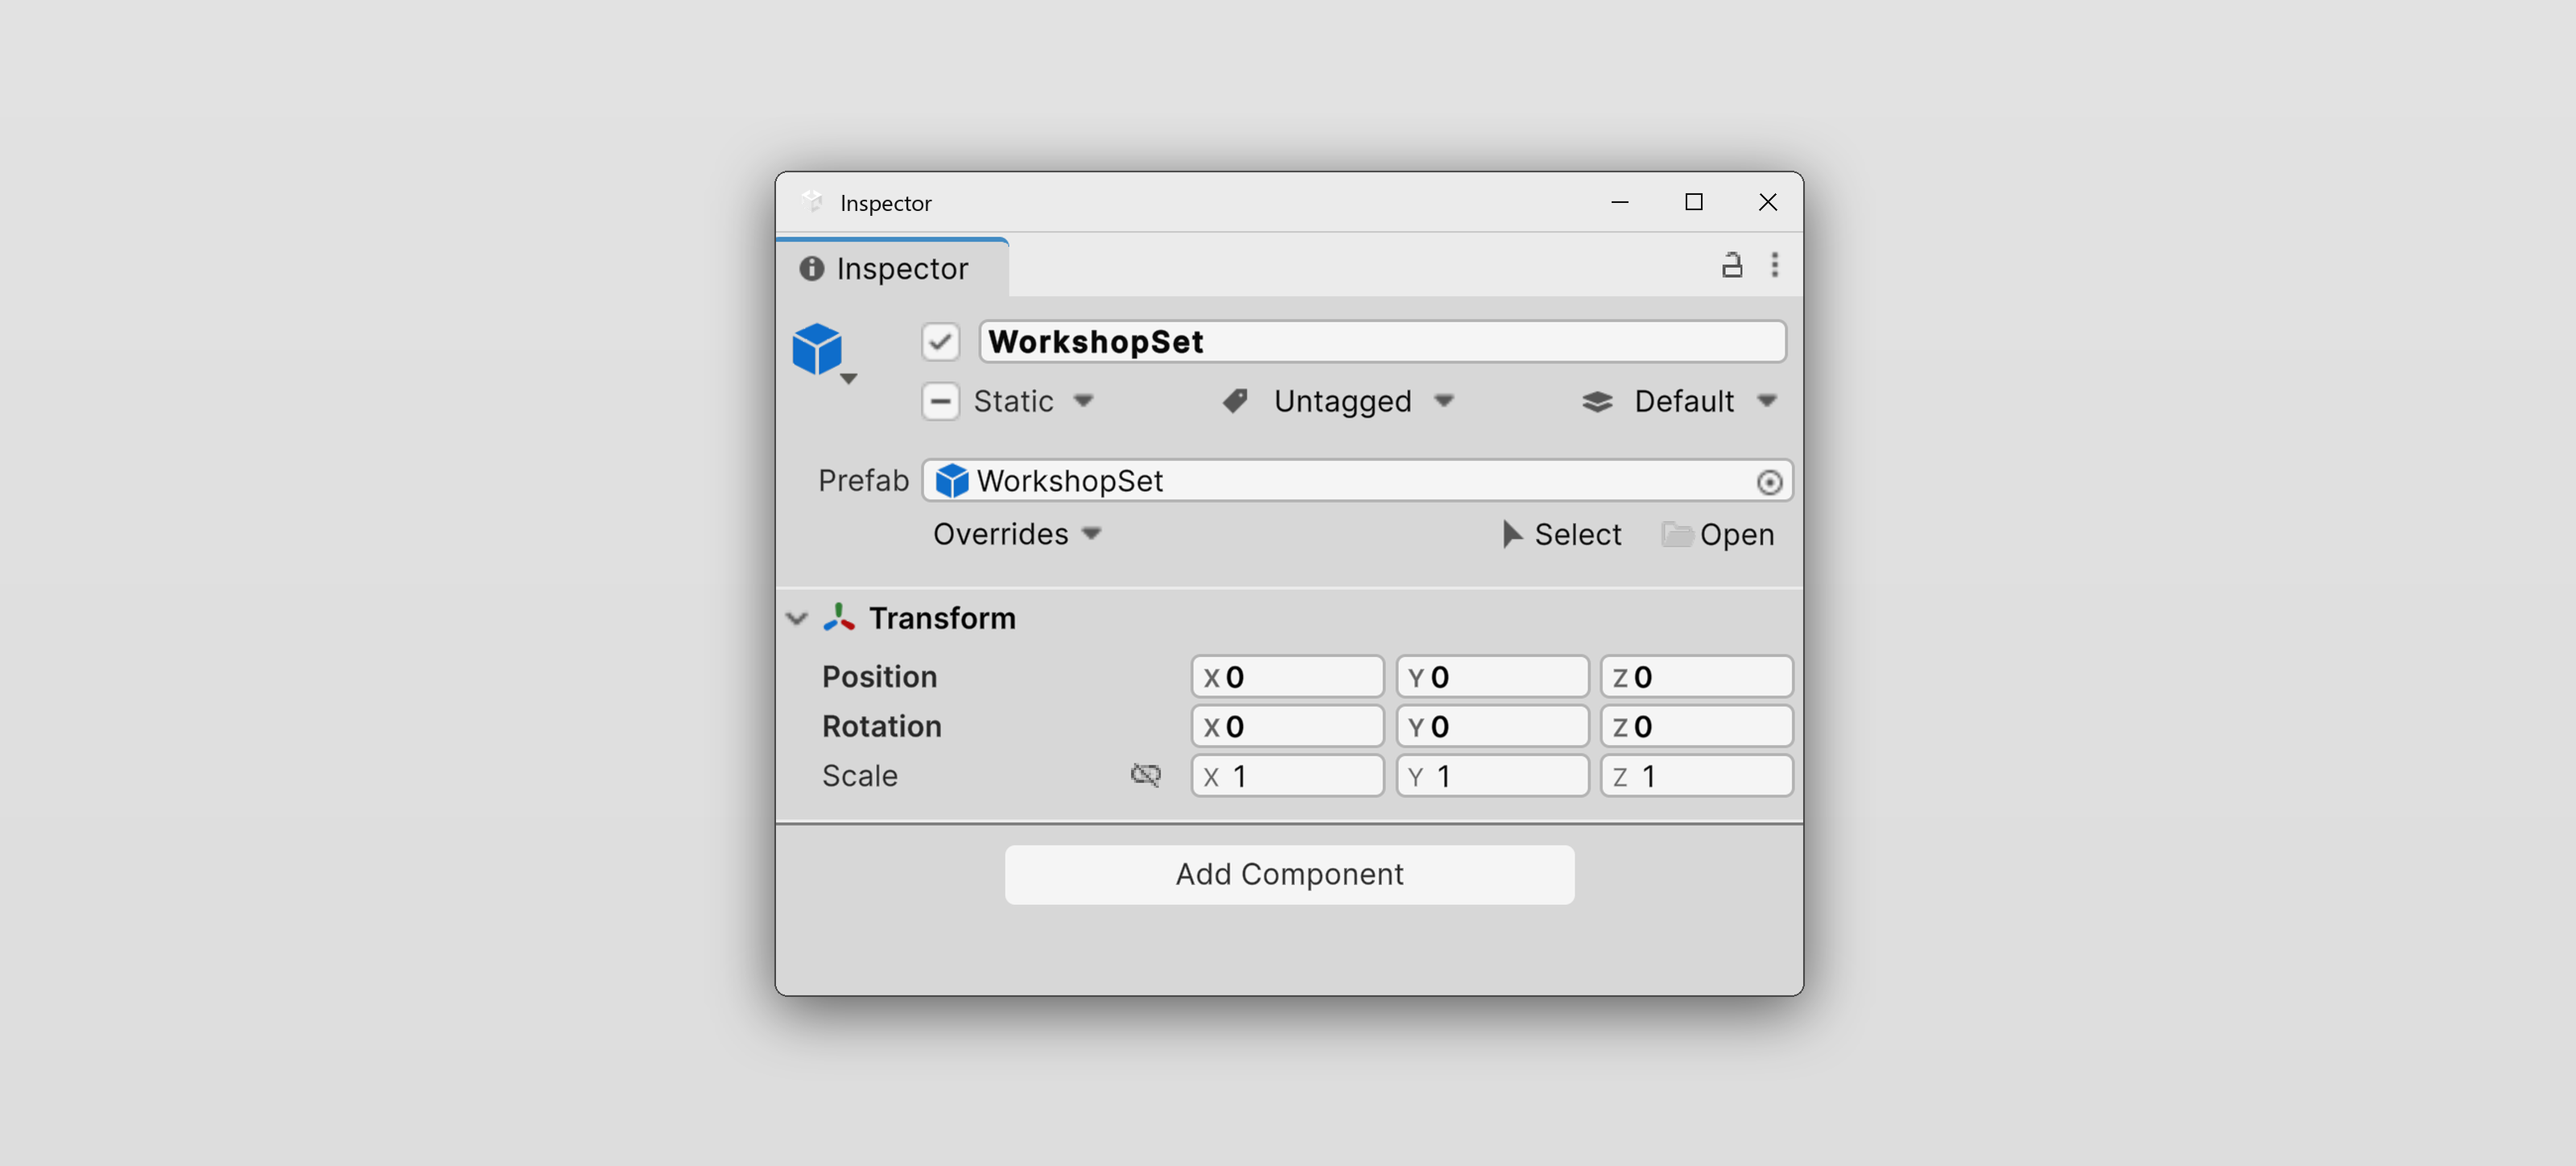 Inspector
Inspector
WorkshopSet
Static Untagged Default
Prefab WorkshopSet
Overrides Select Open
Transform
Position X 0 Y 0 Z 0
Rotation X 0 Y 0 Z 0
Scale X 1 Y 1 Z 1
Add Component